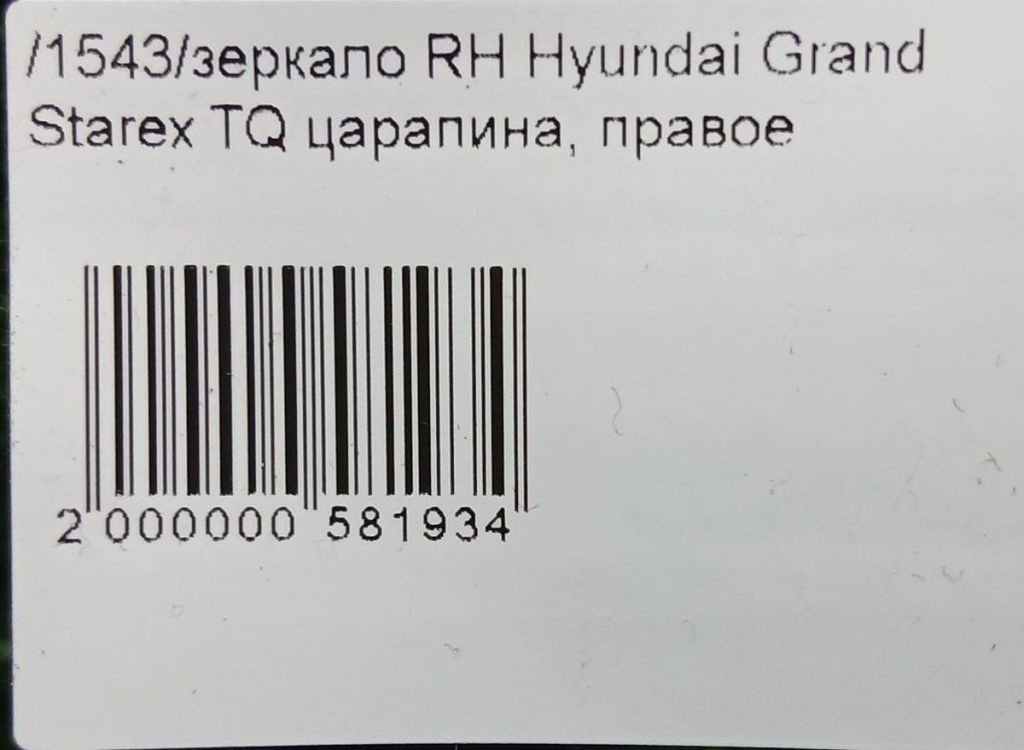 /1543/зеркало RH Hyundai Grand
Starex TQ царапина, правое
2 000000 581934